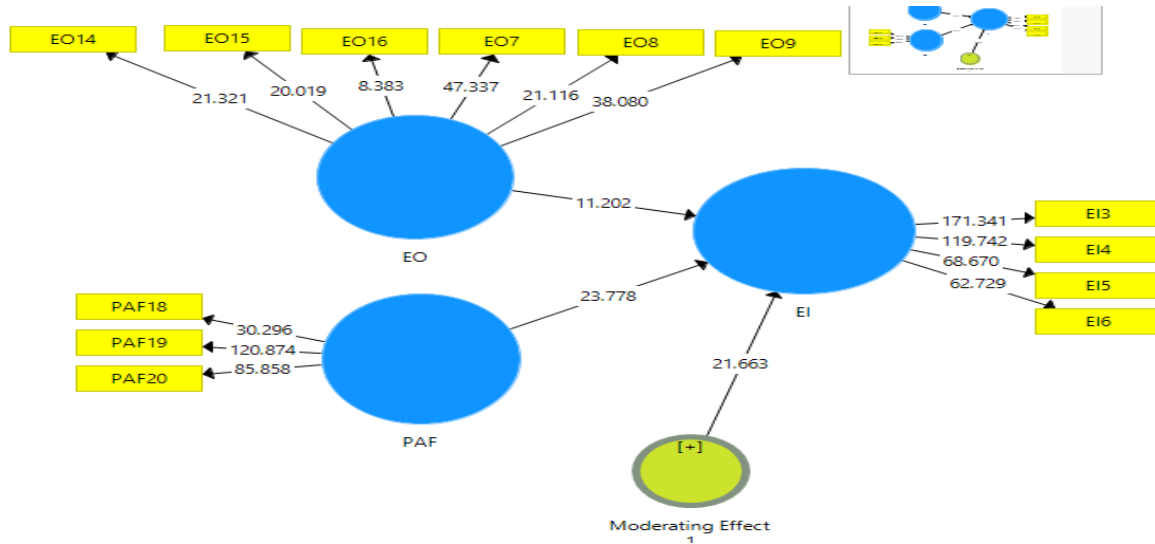 EO14 EO15 EO16 EO7 EO8 EO9
21.321 20.019 8.383 47.337 21.116 38.080
EO
11.202
171.341 EI3
119.742 EI4
68.670 EI5
62.729 EI6
EI
PAF18 30.296
PAF19 120.874
PAF20 85.858
23.778
PAF
21.663
[+]
Moderating Effect
1